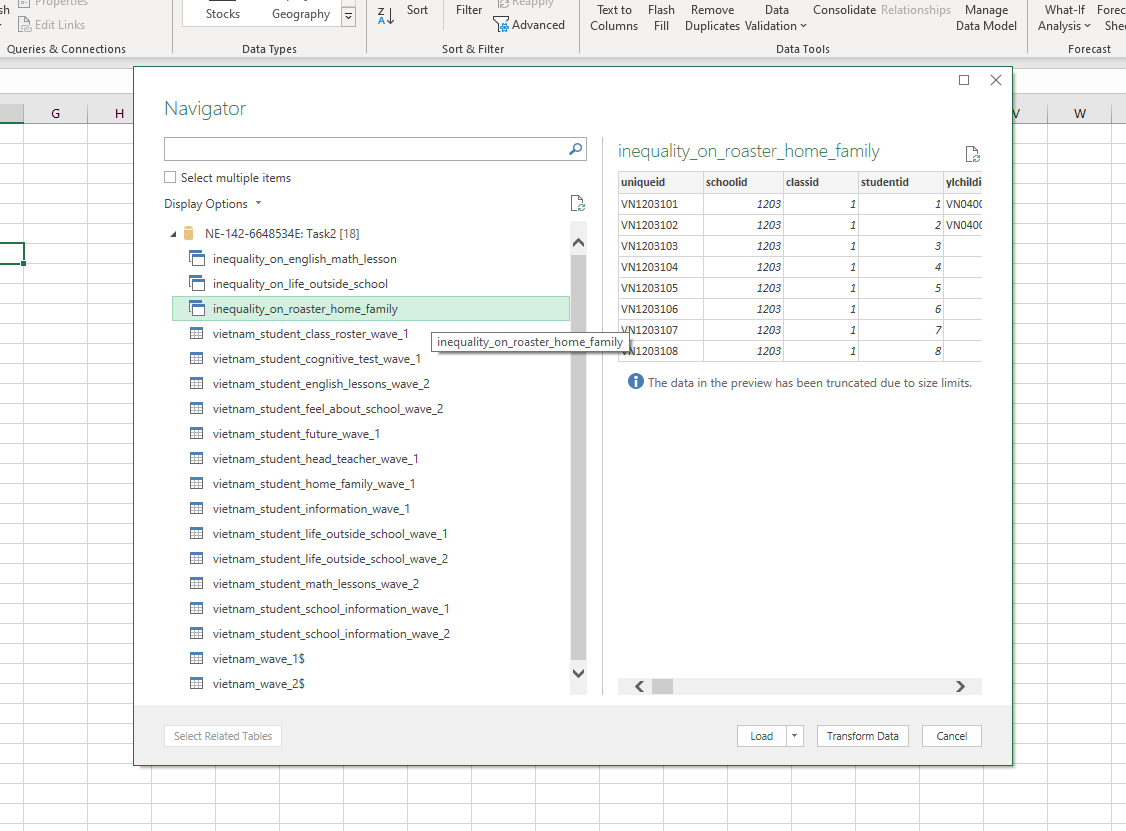 sh Properties Stocks Geography Z A Sort Filter Reapply Text to Flash Remove Data Consolidate Relationships Manage What-If Forec
Edit Links Advanced Columns Fill Duplicates Validation Data Model Analysis She
Queries & Connections Data Types Sort & Filter Data Tools Forecast
G H V W
Navigator
Select multiple items
Display Options
NE-142-6648534E: Task2 [18]
inequality_on_english_math_lesson
inequality_on_life_outside_school
inequality_on_roaster_home_family
vietnam_student_class_roster_wave_1
inequality_on_roaster_home_family
vietnam_student_cognitive_test_wave_1
vietnam_student_english_lessons_wave_2
vietnam_student_feel_about_school_wave_2
vietnam_student_future_wave_1
vietnam_student_head_teacher_wave_1
vietnam_student_home_family_wave_1
vietnam_student_information_wave_1
vietnam_student_life_outside_school_wave_1
vietnam_student_life_outside_school_wave_2
vietnam_student_math_lessons_wave_2
vietnam_student_school_information_wave_1
vietnam_student_school_information_wave_2
vietnam_wave_1$
vietnam_wave_2$
inequality_on_roaster_home_family
uniqueid schoolid classid studentid ylchildi
VN1203101 1203 1 1 VN0400
VN1203102 1203 1 2 VN0400
VN1203103 1203 1 3
VN1203104 1203 1 4
VN1203105 1203 1 5
VN1203106 1203 1 6
VN1203107 1203 1 7
VN1203108 1203 1 8
The data in the preview has been truncated due to size limits.
Select Related Tables Load Transform Data Cancel